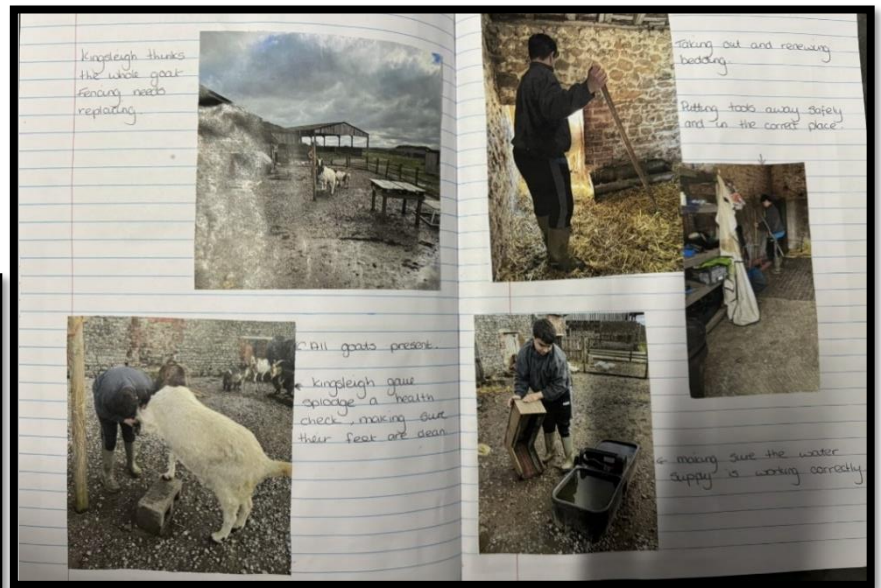 Kingsleigh thinks
the whole goat
fencing needs
replacing.
All goats present.
Kingsleigh gave
splodge a health
check, making sure
their feet are clean
Taking out and renewing
bedding.
Putting tools away safely
and in the correct place.
making sure the water
supply is working correctly